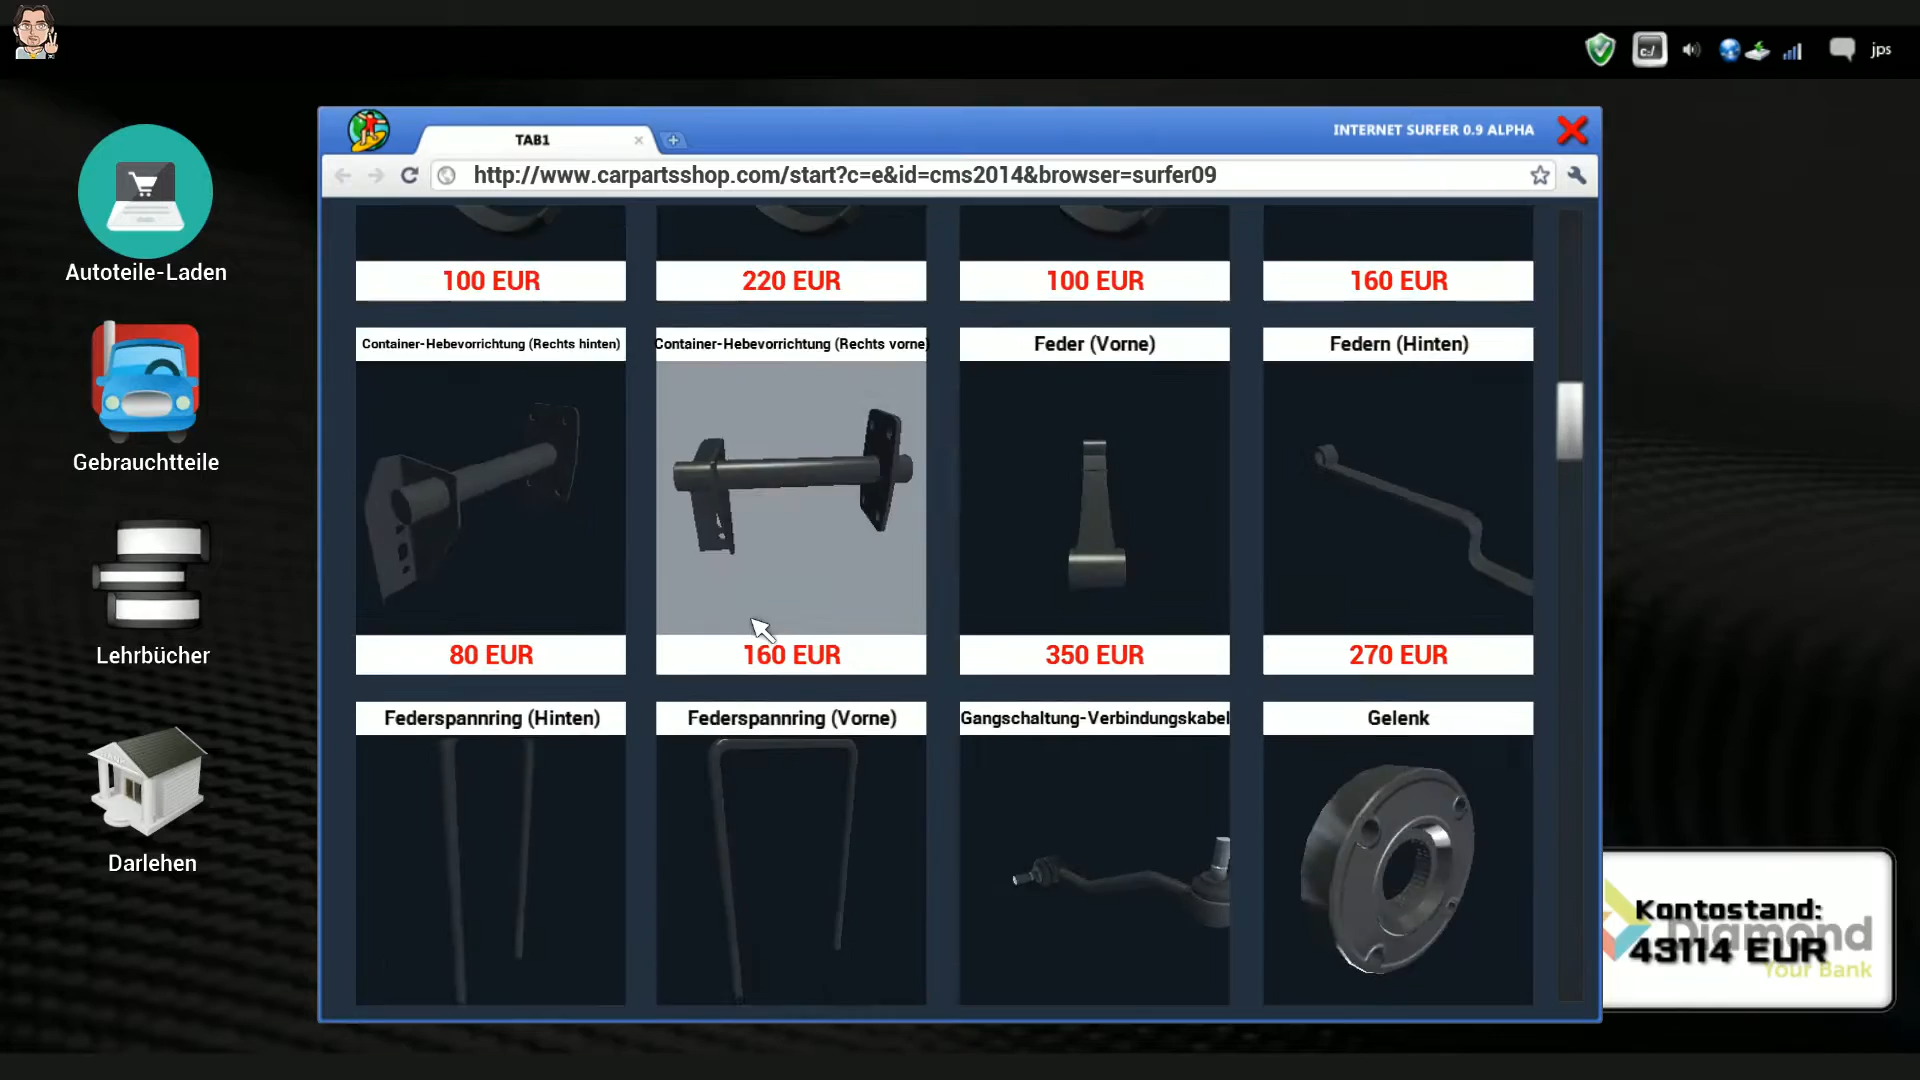 jps
INTERNET SURFER 0.9 ALPHA
TAB1
http://www.carpartsshop.com/start?c=e&id=cms2014&browser=surfer09
Autoteile-Laden
Gebrauchtteile
Lehrbücher
Darlehen
100 EUR
220 EUR
100 EUR
160 EUR
Container-Hebevorrichtung (Rechts hinten)
Container-Hebevorrichtung (Rechts vorne)
Feder (Vorne)
Federn (Hinten)
80 EUR
160 EUR
350 EUR
270 EUR
Federspannring (Hinten)
Federspannring (Vorne)
Gangschaltung-Verbindungskabel
Gelenk
Kontostand:
Diamond
43114 EUR
Your Bank
c:/